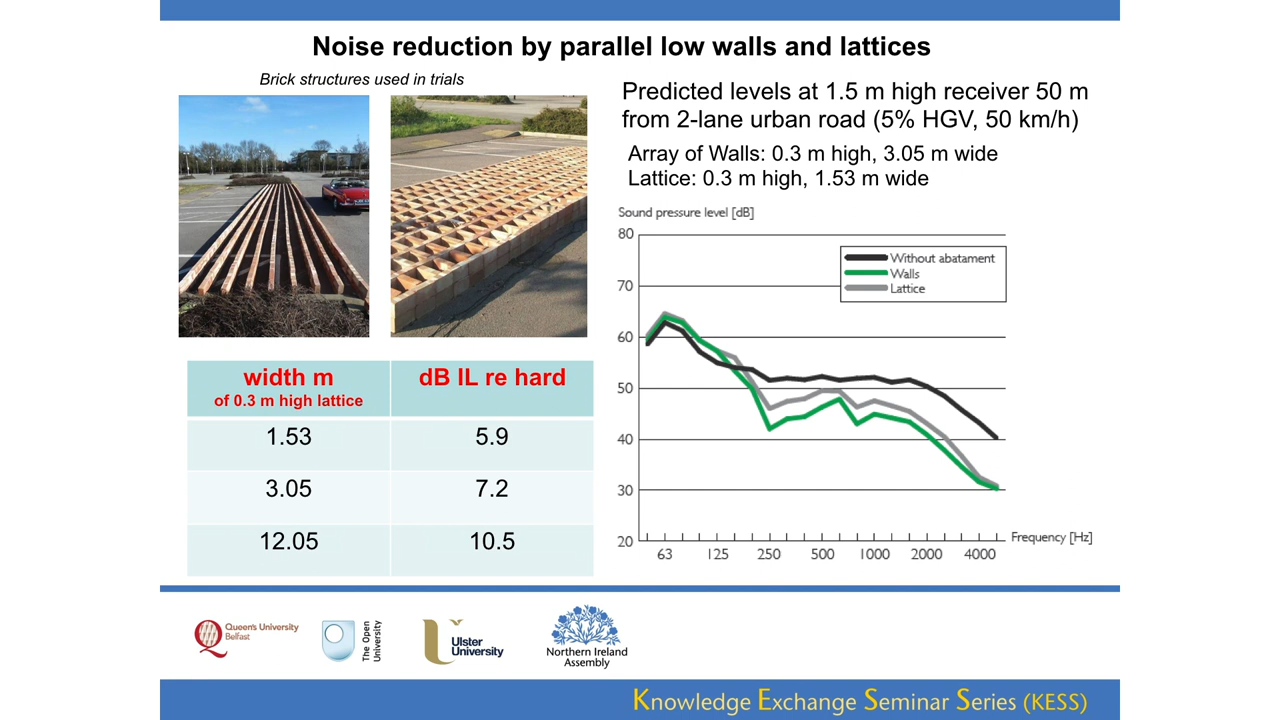 Noise reduction by parallel low walls and lattices
Brick structures used in trials
Predicted levels at 1.5 m high receiver 50 m
from 2-lane urban road (5% HGV, 50 km/h)
Array of Walls: 0.3 m high, 3.05 m wide
Lattice: 0.3 m high, 1.53 m wide
Sound pressure level [dB]
80
70
60
50
40
30
20
Without abatament
Walls
Lattice
63 125 250 500 1000 2000 4000
Frequency [Hz]
width m
of 0.3 m high lattice
dB IL re hard
1.53 5.9
3.05 7.2
12.05 10.5
Queen's University
Belfast
The Open
University
Ulster
University
Northern Ireland
Assembly
Knowledge Exchange Seminar Series (KESS)